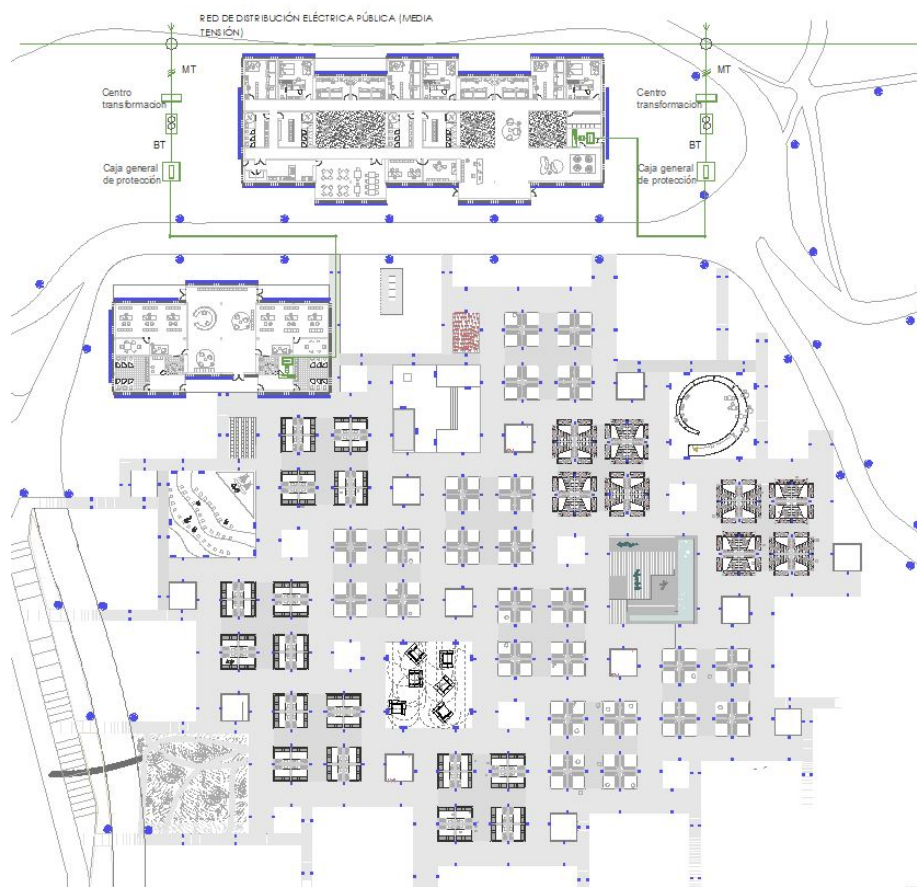 RED DE DISTRIBUCIÓN ELÉCTRICA PÚBLICA (MEDIA
TENSIÓN)
MT
Centro
transformación
BT
Caja general
de protección
MT
Centro
transformación
BT
Caja general
de protección